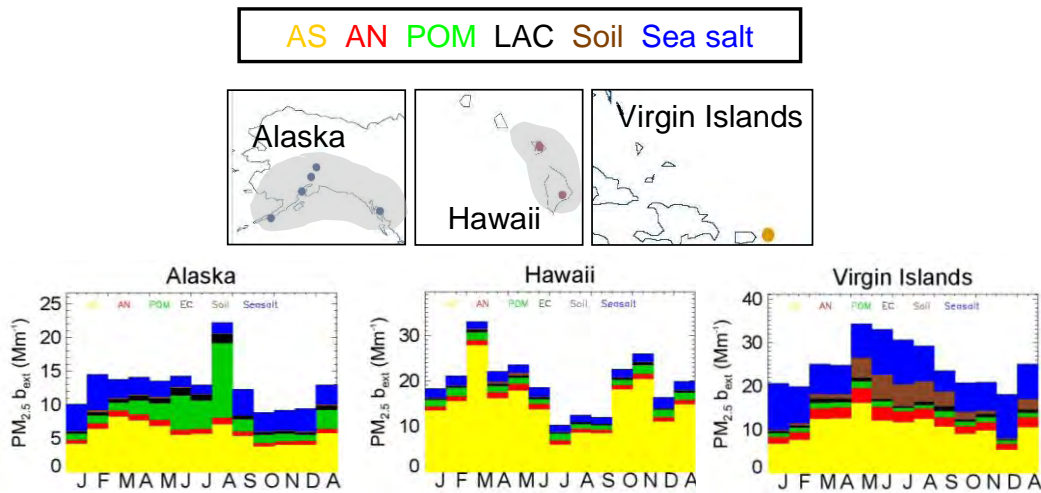 AS AN POM LAC Soil Sea salt
Alaska
Hawaii
Virgin Islands
Alaska
AN POM EC Soil Seasalt
PM2.5 bext (Mm-1)
25
20
15
10
5
0
J F M A M J J A S O N D A
Hawaii
AN POM EC Soil Seasalt
PM2.5 bext (Mm-1)
30
20
10
0
J F M A M J J A S O N D A
Virgin Islands
AN POM EC Soil Seasalt
PM2.5 bext (Mm-1)
40
30
20
10
0
J F M A M J J A S O N D A